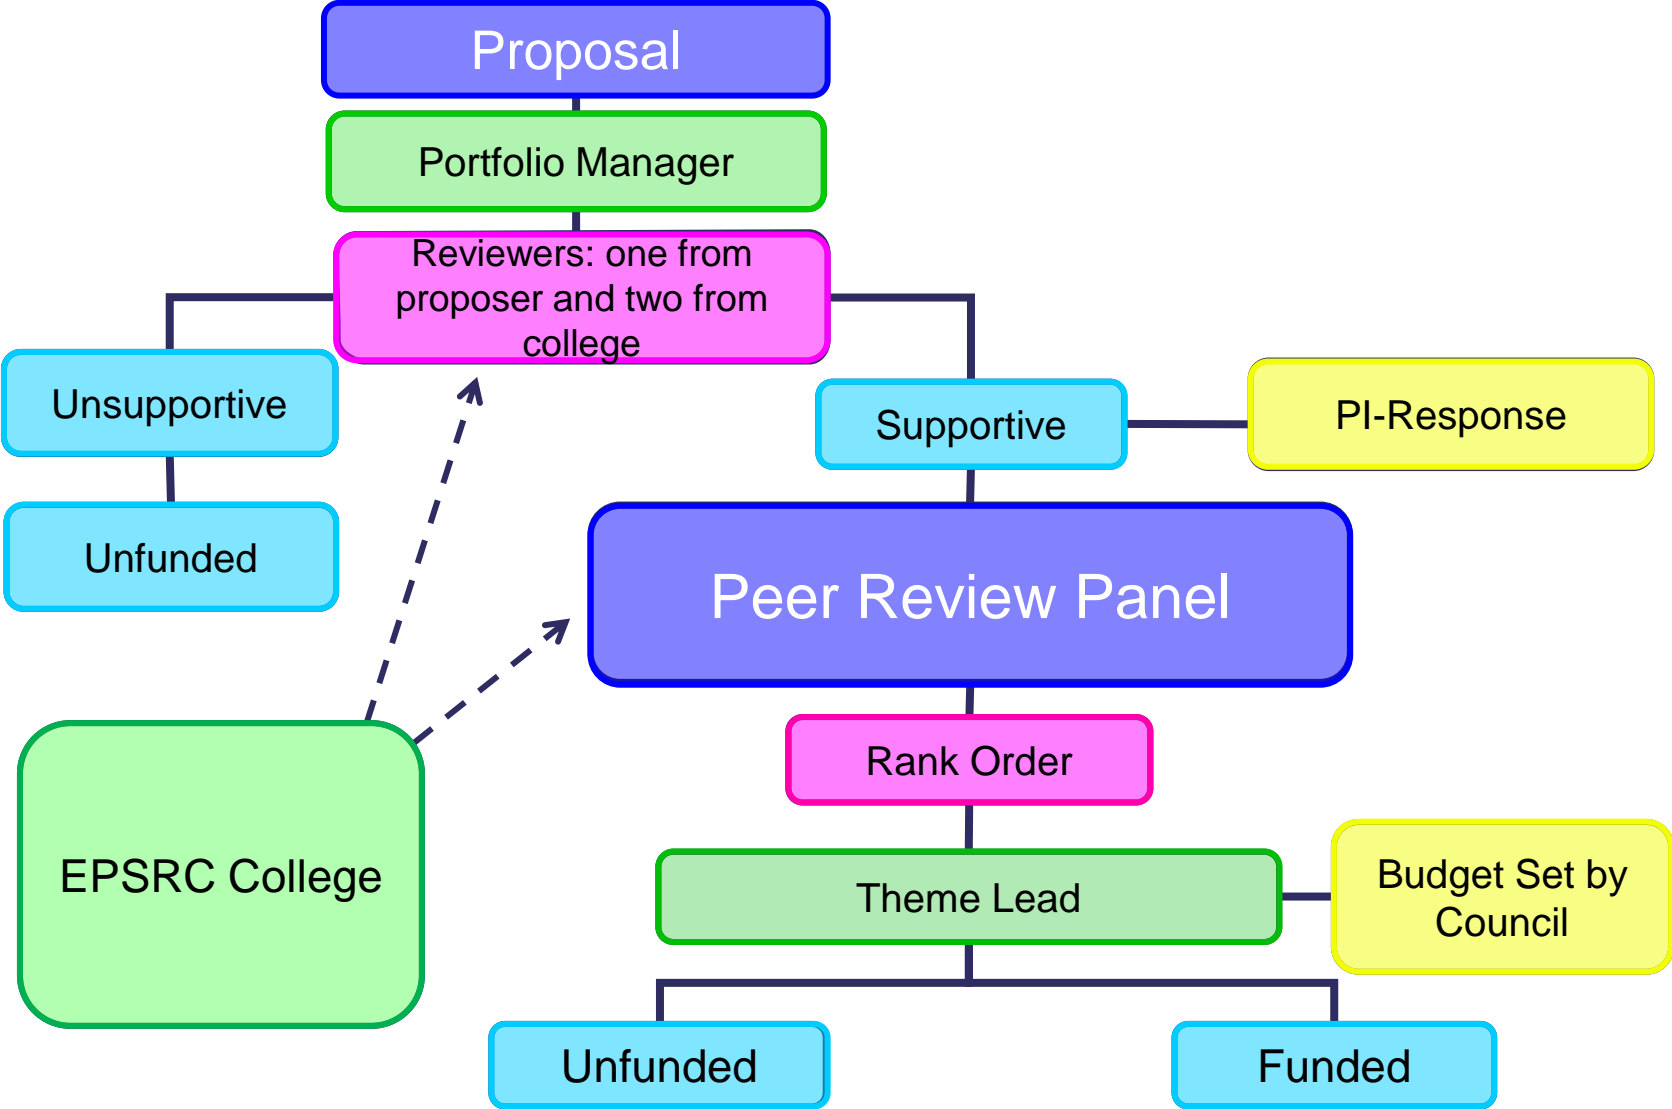 Proposal
Portfolio Manager
Reviewers: one from
proposer and two from
college
Unsupportive
Supportive
PI-Response
Unfunded
Peer Review Panel
Rank Order
EPSRC College
Theme Lead
Budget Set by
Council
Unfunded
Funded